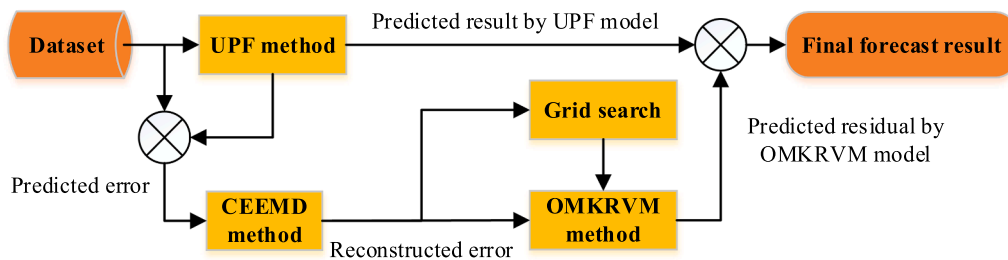 Dataset
UPF method
Predicted result by UPF model
Final forecast result
Grid search
Predicted residual by
OMKRVM model
Predicted error
CEEMD
method
Reconstructed error
OMKRVM
method